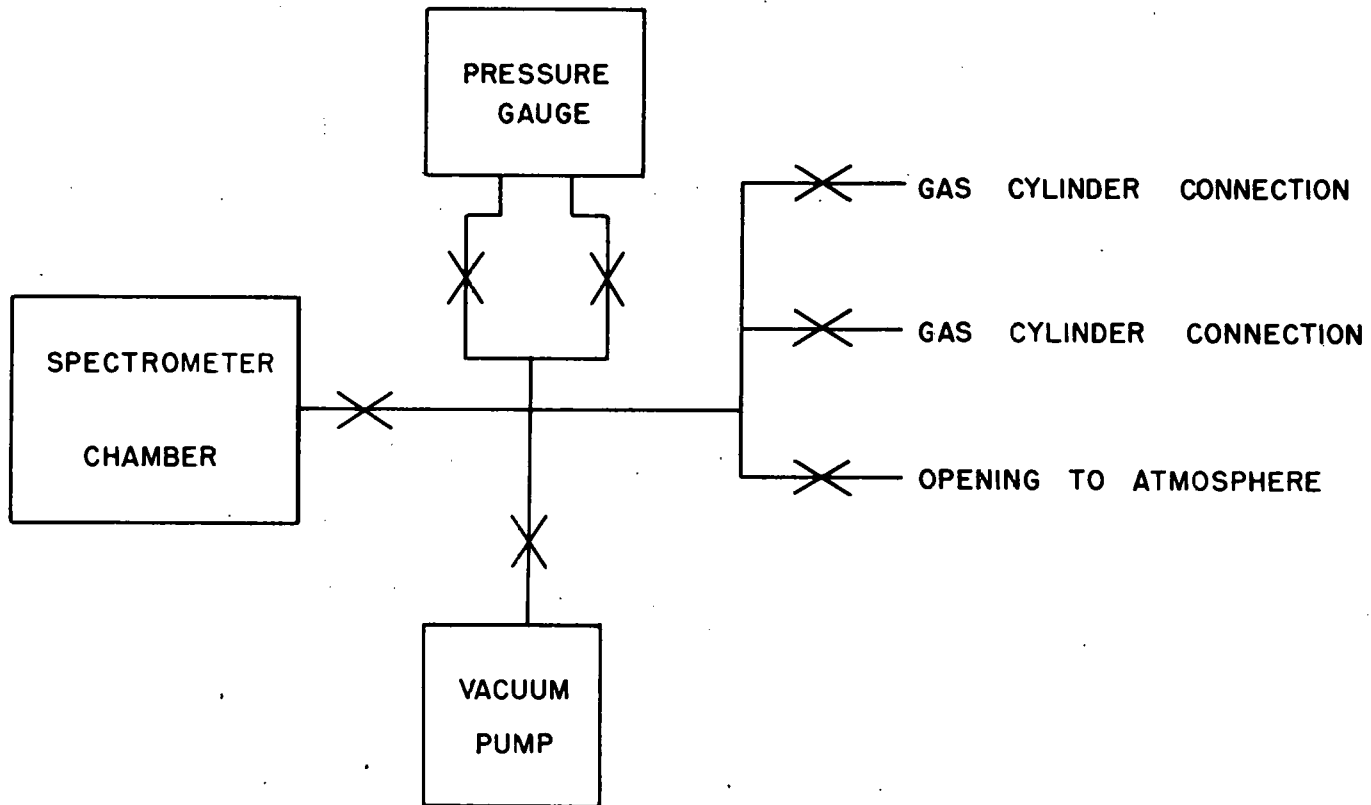 PRESSURE
GAUGE
GAS CYLINDER CONNECTION
GAS CYLINDER CONNECTION
SPECTROMETER
CHAMBER
OPENING TO ATMOSPHERE
VACUUM
PUMP